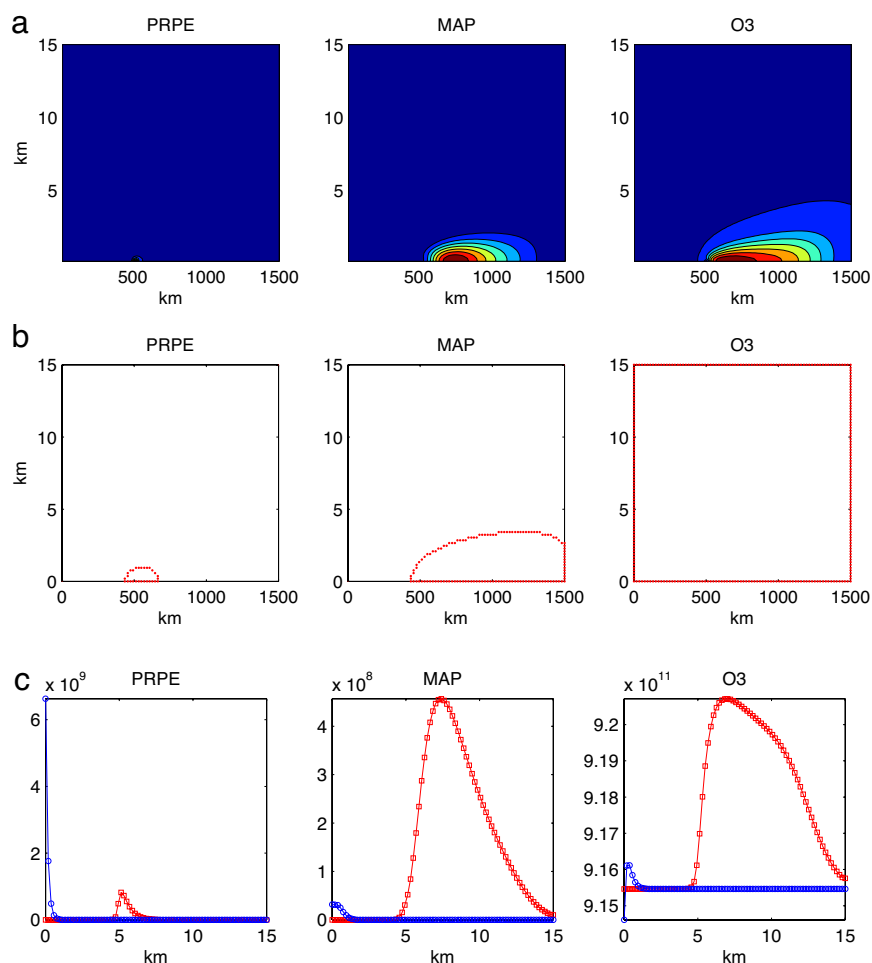 a
PRPE MAP O3
15 15 15
10 10 10
km
5 5 5
500 1000 1500 500 1000 1500 500 1000 1500
km km km
b
PRPE MAP O3
15 15 15
10 10 10
km
5 5 5
0 0 0
0 500 1000 1500 0 500 1000 1500 0 500 1000 1500
km km km
c
x 10^9 PRPE x 10^8 MAP x 10^11 O3
6 4 9.2
9.19
4 9.18
2 9.17
2 9.16
0 0 9.15
0 5 10 15 0 5 10 15 0 5 10 15
km km km